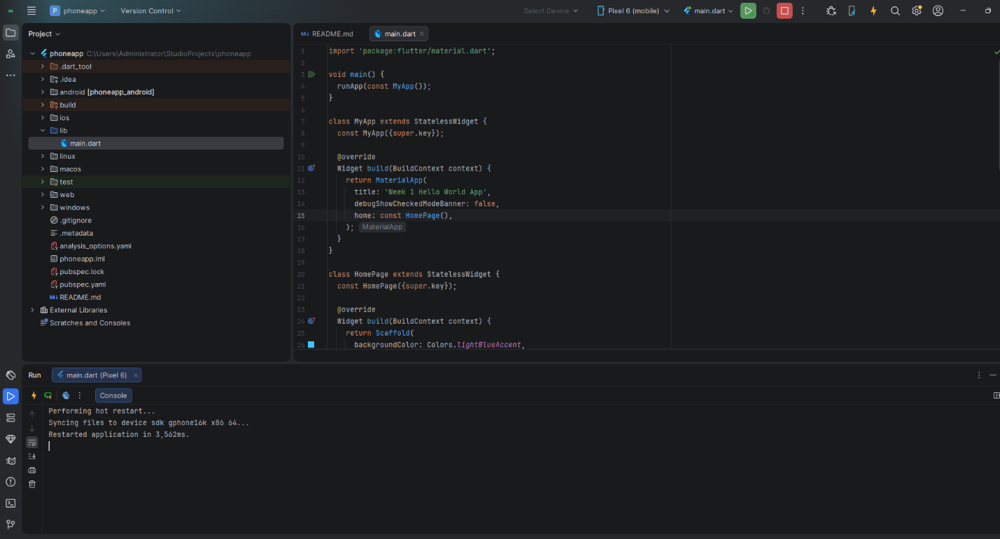 P phoneapp Version Control Select Device Pixel 6 (mobile) main.dart
Project
phoneapp C:\Users\Administrator\StudioProjects\phoneapp
.dart_tool
.idea
android [phoneapp_android]
build
ios
lib
main.dart
linux
macos
test
web
windows
.gitignore
.metadata
analysis_options.yaml
phoneapp.iml
pubspec.lock
pubspec.yaml
M↓ README.md
External Libraries
Scratches and Consoles
M↓ README.md main.dart
1 import 'package:flutter/material.dart';
2
3 void main() {
4 runApp(const MyApp());
5 }
6
7 class MyApp extends StatelessWidget {
8 const MyApp({super.key});
9
10 @override
11 Widget build(BuildContext context) {
12 return MaterialApp(
13 title: 'Week 1 Hello World App',
14 debugShowCheckedModeBanner: false,
15 home: const HomePage(),
16 ); MaterialApp
17 }
18 }
19
20 class HomePage extends StatelessWidget {
21 const HomePage({super.key});
22
23 @override
24 Widget build(BuildContext context) {
25 return Scaffold(
26 backgroundColor: Colors.lightBlueAccent,
Run main.dart (Pixel 6)
Console
Performing hot restart...
Syncing files to device sdk gphone16k x86 64...
Restarted application in 3,562ms.